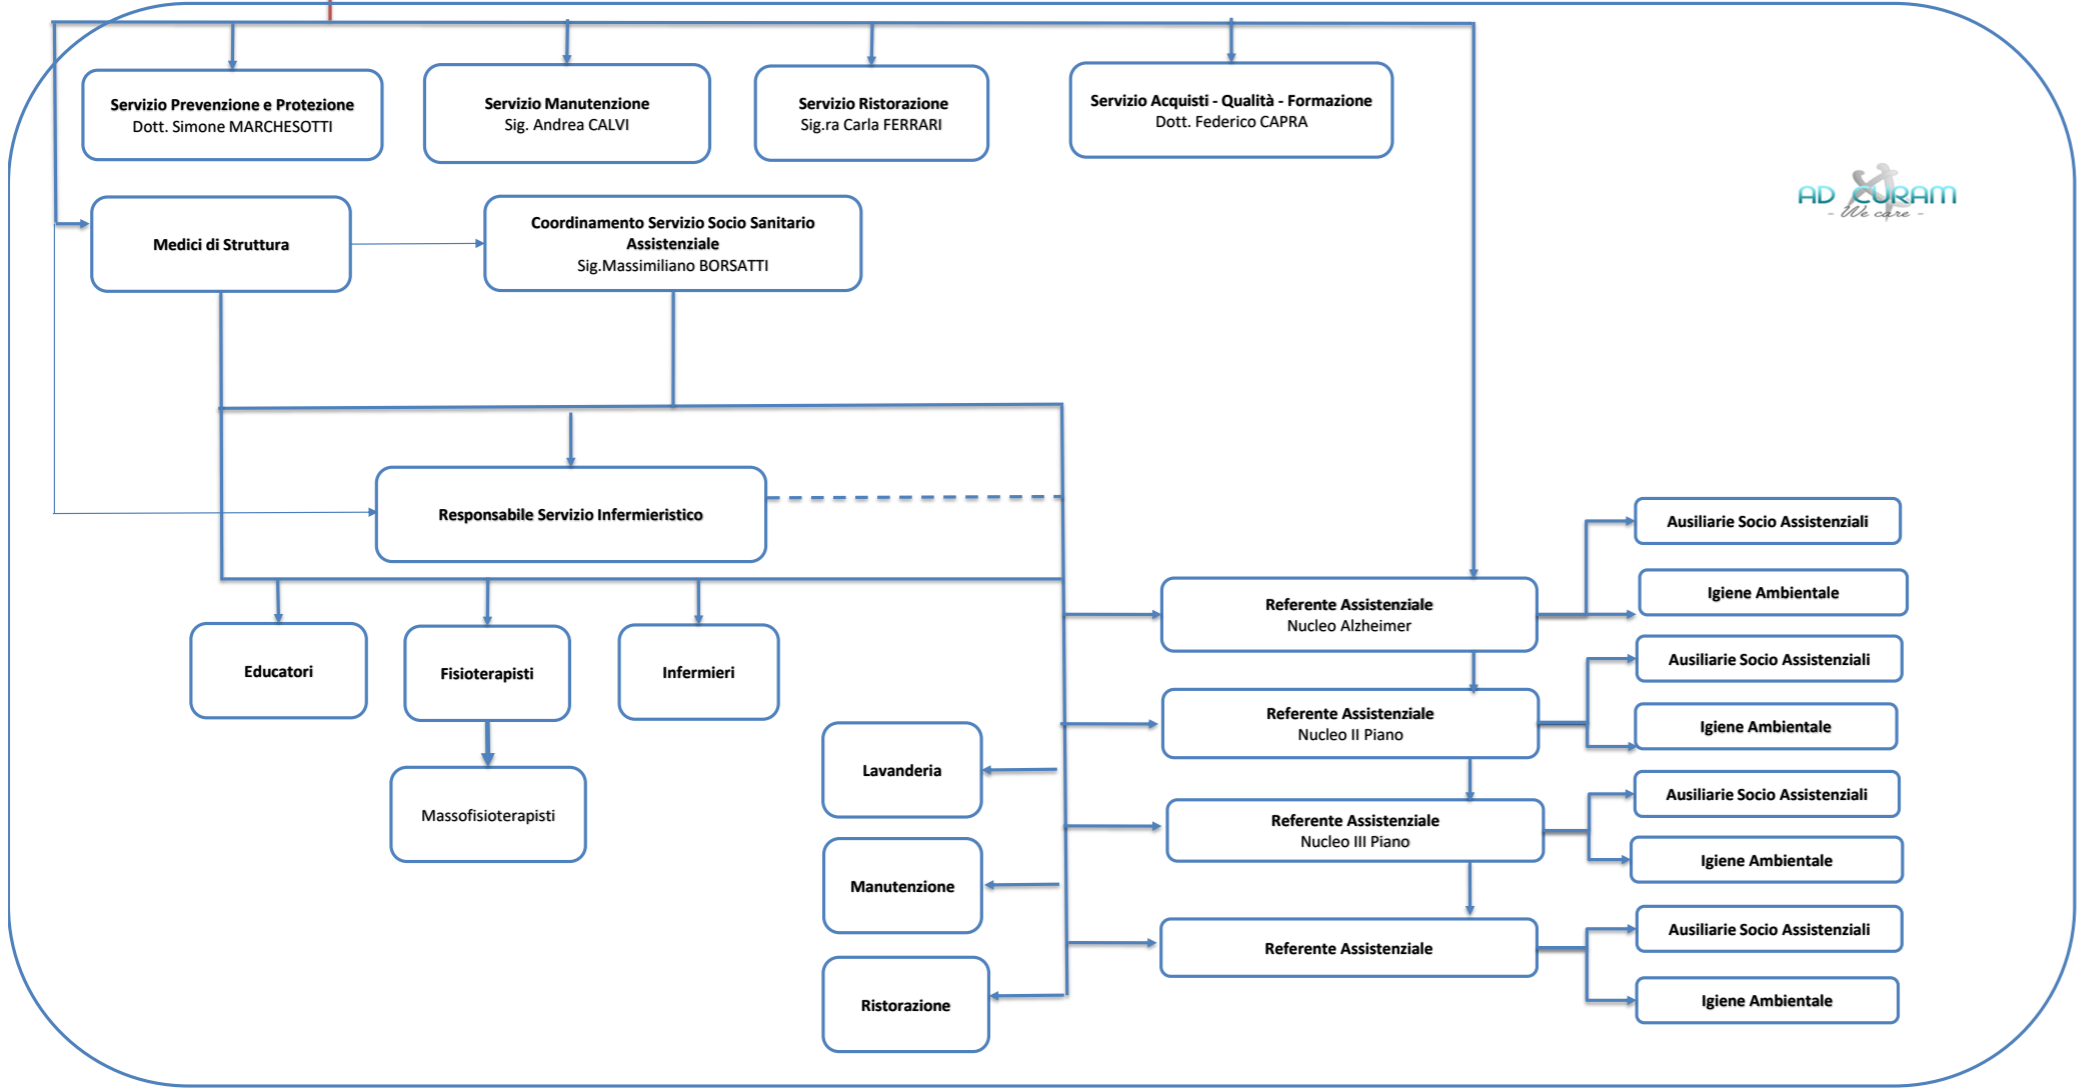 Servizio Prevenzione e Protezione
Dott. Simone MARCHESOTTI
Servizio Manutenzione
Sig. Andrea CALVI
Servizio Ristorazione
Sig.ra Carla FERRARI
Servizio Acquisti - Qualità - Formazione
Dott. Federico CAPRA
AD CURAM
- We care -
Medici di Struttura
Coordinamento Servizio Socio Sanitario
Assistenziale
Sig.Massimiliano BORSATTI
Responsabile Servizio Infermieristico
Educatori
Fisioterapisti
Infermieri
Massofisioterapisti
Lavanderia
Manutenzione
Ristorazione
Referente Assistenziale
Nucleo Alzheimer
Ausiliarie Socio Assistenziali
Igiene Ambientale
Referente Assistenziale
Nucleo II Piano
Ausiliarie Socio Assistenziali
Igiene Ambientale
Referente Assistenziale
Nucleo III Piano
Ausiliarie Socio Assistenziali
Igiene Ambientale
Referente Assistenziale
Ausiliarie Socio Assistenziali
Igiene Ambientale